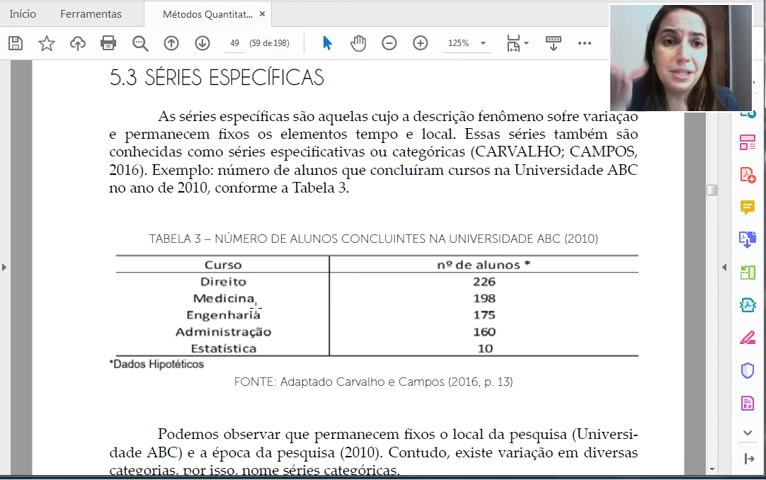 Início Ferramentas Métodos Quantitat... ×
49 (59 de 198) 125%
5.3 SÉRIES ESPECÍFICAS
As séries específicas são aquelas cujo a descrição fenômeno sofre variação
e permanecem fixos os elementos tempo e local. Essas séries também são
conhecidas como séries especificativas ou categóricas (CARVALHO; CAMPOS,
2016). Exemplo: número de alunos que concluíram cursos na Universidade ABC
no ano de 2010, conforme a Tabela 3.
TABELA 3 – NÚMERO DE ALUNOS CONCLUINTES NA UNIVERSIDADE ABC (2010)
Curso nº de alunos *
Direito 226
Medicina 198
Engenharia 175
Administração 160
Estatística 10
*Dados Hipotéticos
FONTE: Adaptado Carvalho e Campos (2016, p. 13)
Podemos observar que permanecem fixos o local da pesquisa (Universi-
dade ABC) e a época da pesquisa (2010). Contudo, existe variação em diversas
categorias, por isso, nome séries categóricas.